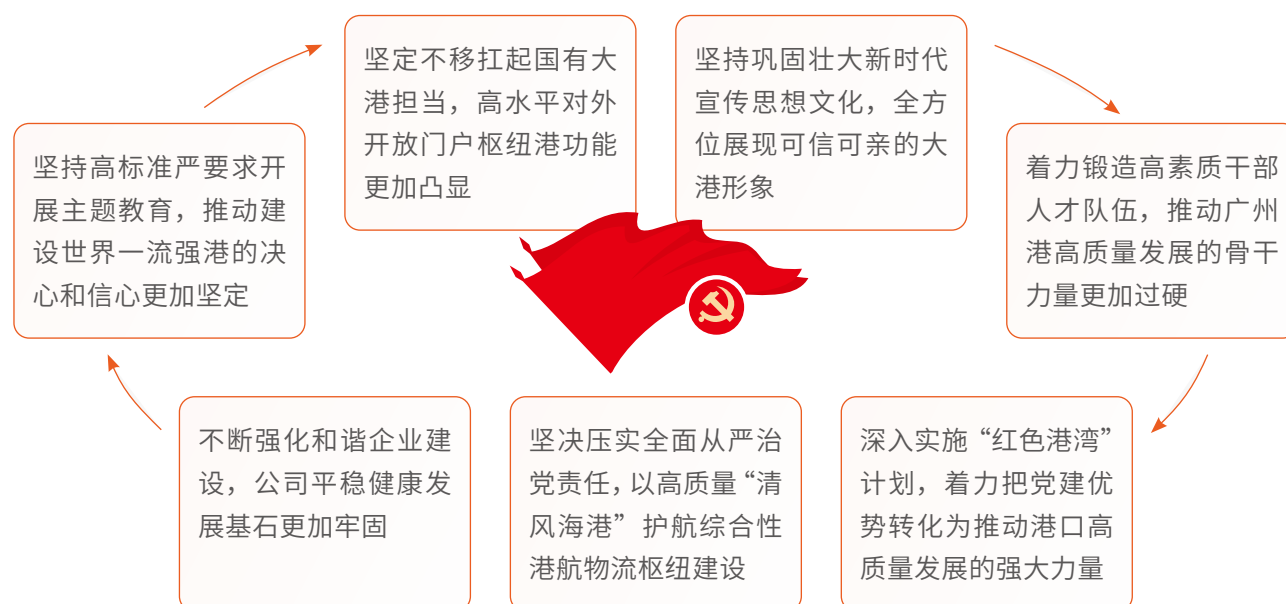 坚定不移扛起国有大
港担当，高水平对外
开放门户枢纽港功能
更加凸显
坚持巩固壮大新时代
宣传思想文化，全方
位展现可信可亲的大
港形象
坚持高标准严要求开
展主题教育，推动建
设世界一流强港的决
心和信心更加坚定
着力锻造高素质干部
人才队伍，推动广州
港高质量发展的骨干
力量更加过硬
不断强化和谐企业建
设，公司平稳健康发
展基石更加牢固
坚决压实全面从严治
党责任，以高质量“清
风海港”护航综合性
港航物流枢纽建设
深入实施“红色港湾”
计划，着力把党建优
势转化为推动港口高
质量发展的强大力量